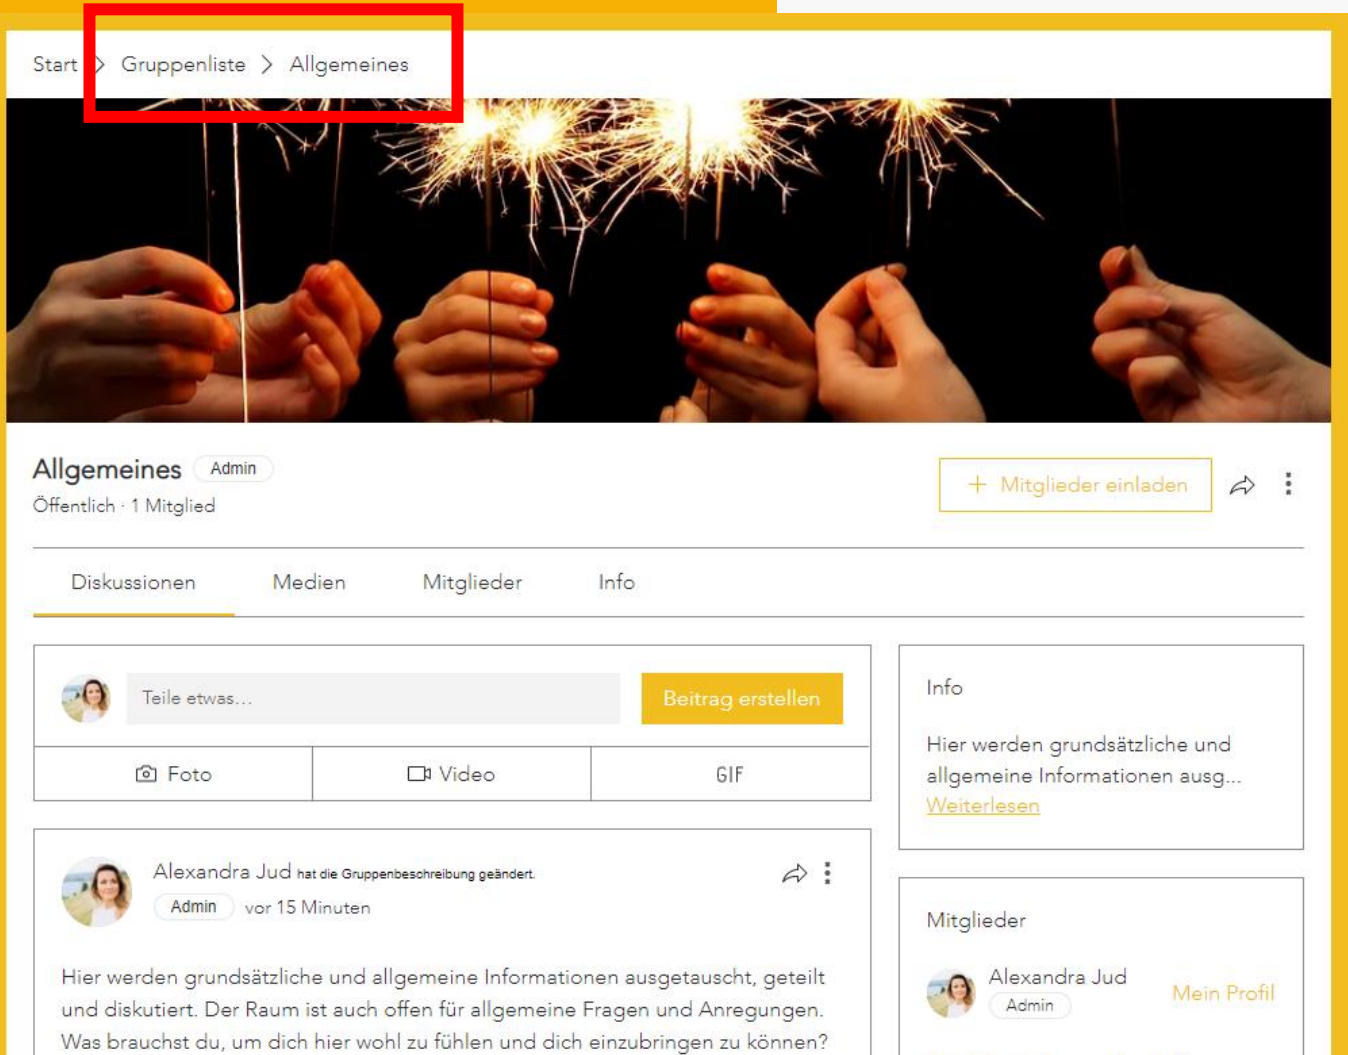 Start > Gruppenliste > Allgemeines
Allgemeines Admin
Öffentlich · 1 Mitglied
+ Mitglieder einladen
Diskussionen Medien Mitglieder Info
Teile etwas... Beitrag erstellen
Foto Video GIF
Alexandra Jud hat die Gruppenbeschreibung geändert.
Admin vor 15 Minuten
Hier werden grundsätzliche und allgemeine Informationen ausgetauscht, geteilt
und diskutiert. Der Raum ist auch offen für allgemeine Fragen und Anregungen.
Was brauchst du, um dich hier wohl zu fühlen und dich einzubringen zu können?
Info
Hier werden grundsätzliche und
allgemeine Informationen ausg...
Weiterlesen
Mitglieder
Alexandra Jud
Admin
Mein Profil